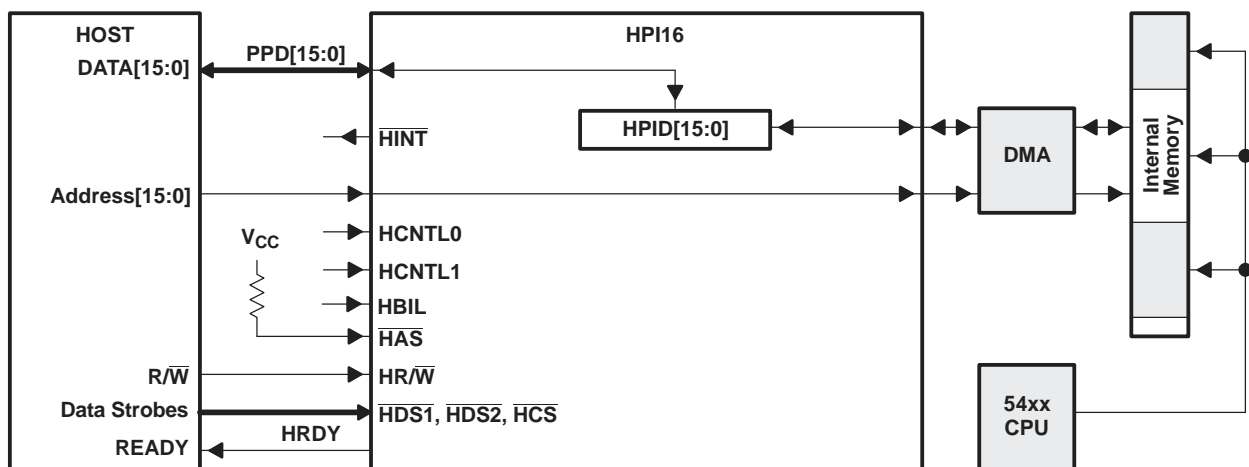 HOST
HPI16
DATA[15:0]
PPD[15:0]
HPID[15:0]
HINT
DMA
Internal
Memory
Address[15:0]
VCC
HCNTL0
HCNTL1
HBIL
HAS
R/W
HR/W
Data Strobes
HDS1, HDS2, HCS
54xx
CPU
READY
HRDY